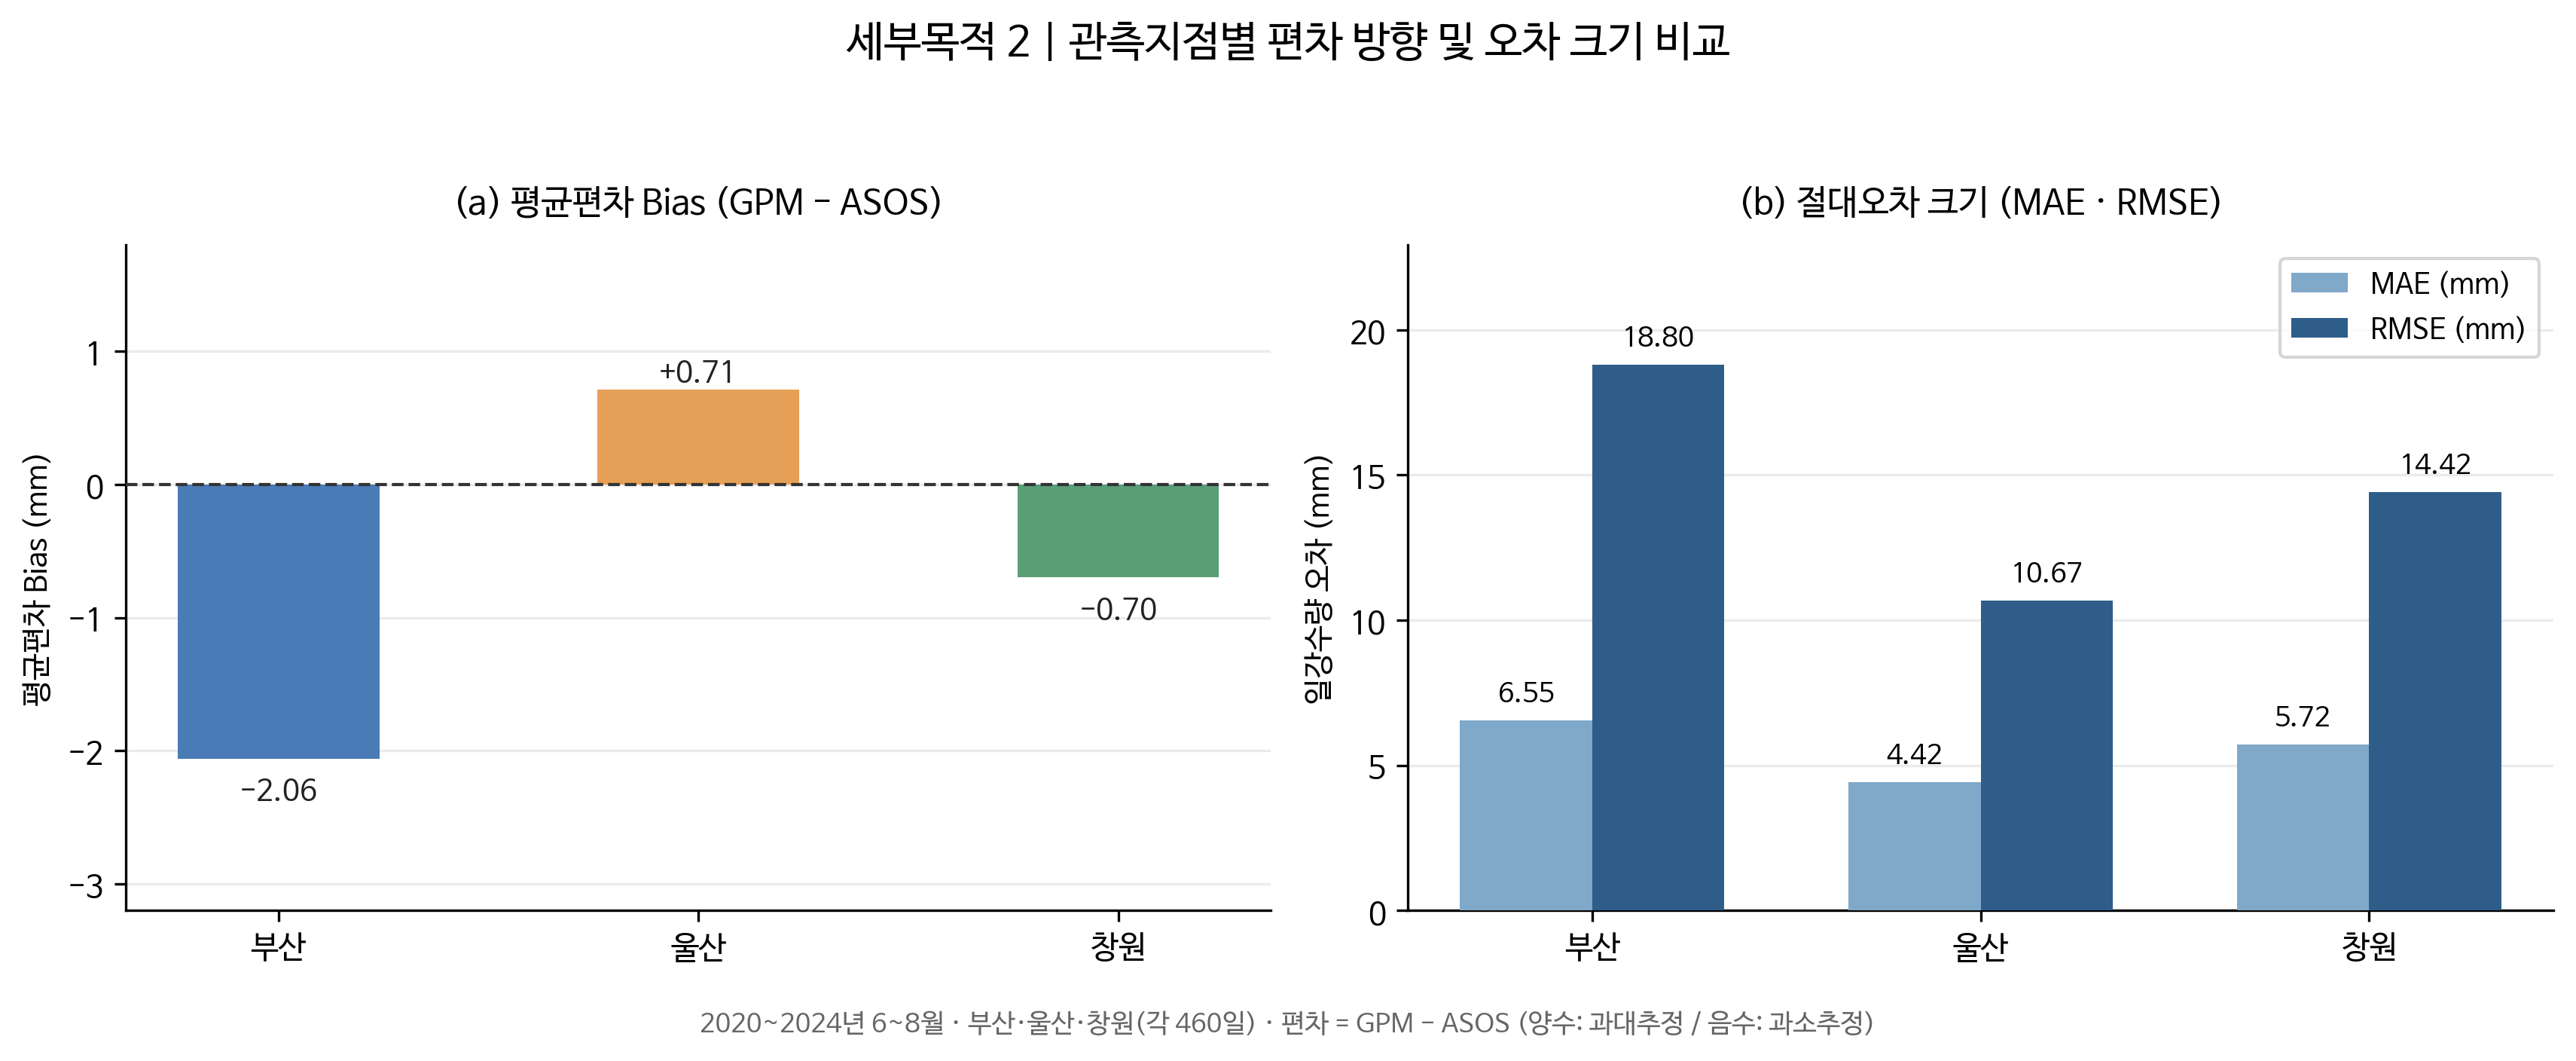 세부목적 2 | 관측지점별 편차 방향 및 오차 크기 비교
(a) 평균편차 Bias (GPM − ASOS)
평균편차 Bias (mm)
1
0
−1
−2
−3
−2.06
+0.71
−0.70
부산
울산
창원
(b) 절대오차 크기 (MAE · RMSE)
MAE (mm)
RMSE (mm)
일강수량 오차 (mm)
20
15
10
5
0
6.55
18.80
4.42
10.67
5.72
14.42
부산
울산
창원
2020~2024년 6~8월 · 부산·울산·창원(각 460일) · 편차 = GPM − ASOS (양수: 과대추정 / 음수: 과소추정)